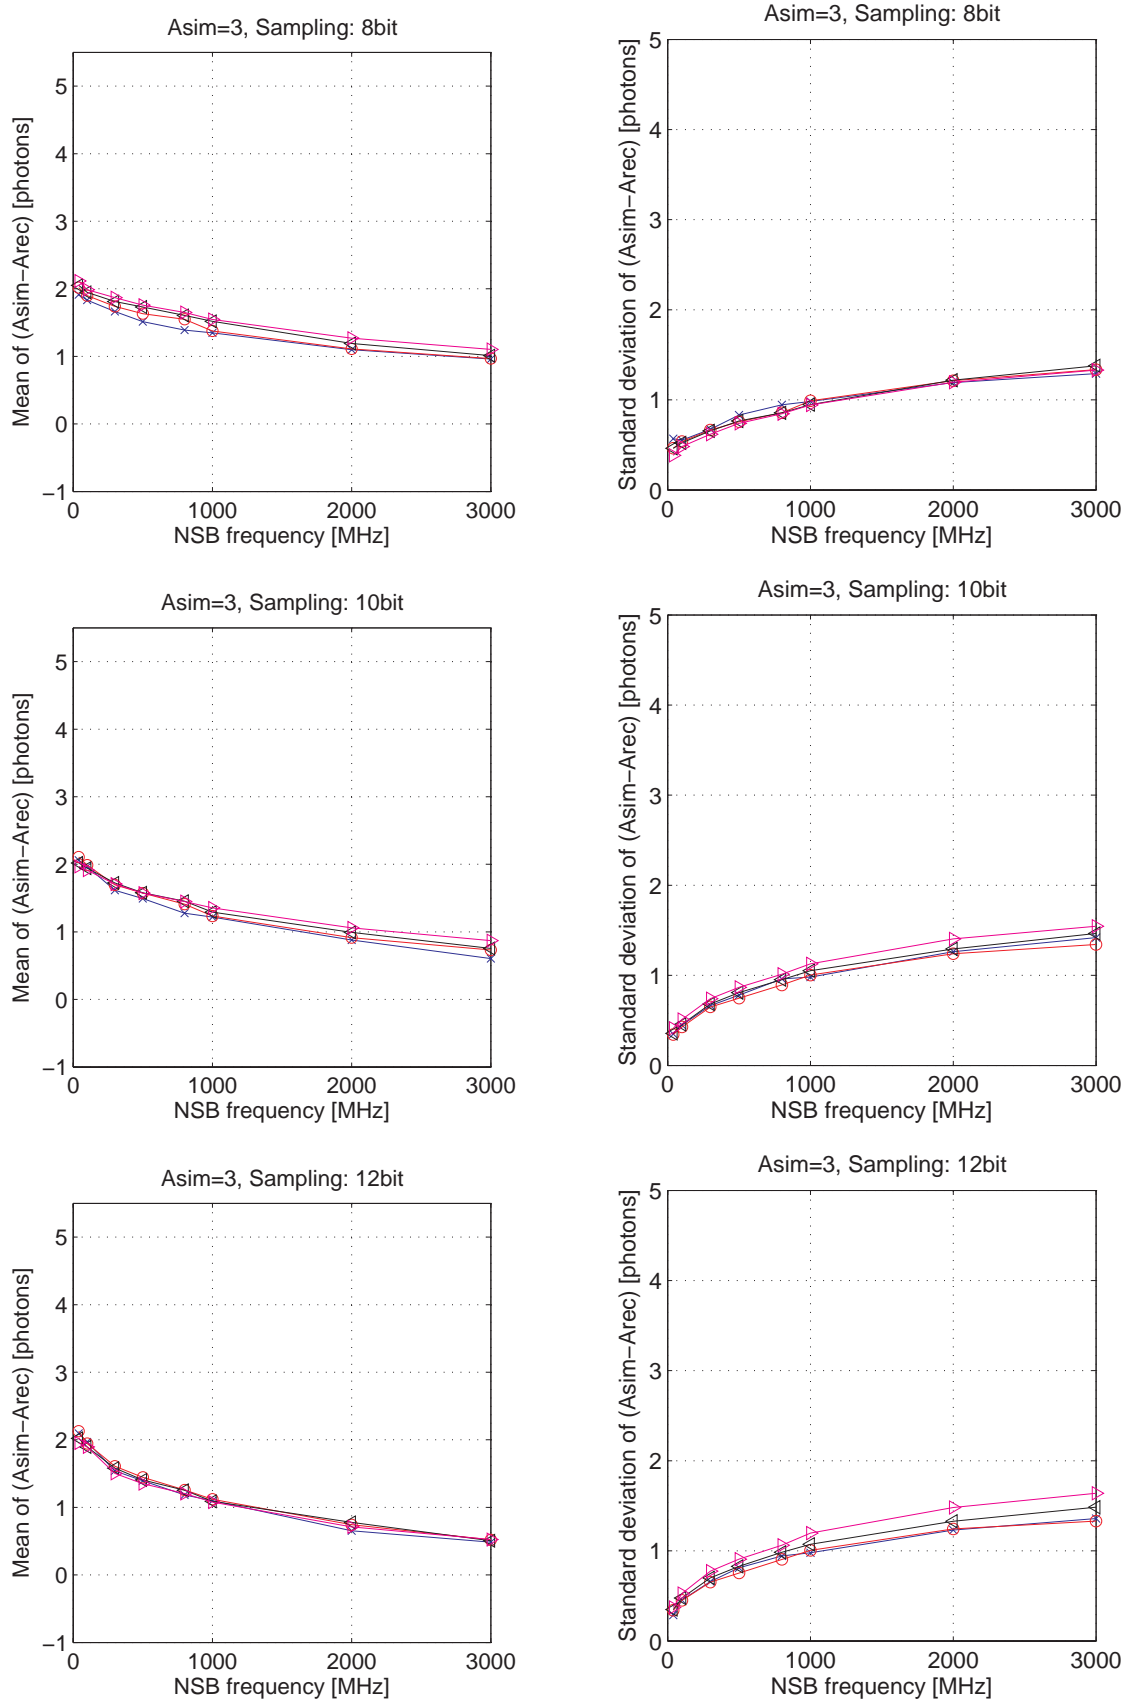 Asim=3, Sampling: 8bit
Mean of (Asim−Arec) [photons]
5
4
3
2
1
0
−1
0 1000 2000 3000
NSB frequency [MHz]
Asim=3, Sampling: 8bit
Standard deviation of (Asim−Arec) [photons]
5
4
3
2
1
0
0 1000 2000 3000
NSB frequency [MHz]
Asim=3, Sampling: 10bit
Mean of (Asim−Arec) [photons]
5
4
3
2
1
0
−1
0 1000 2000 3000
NSB frequency [MHz]
Asim=3, Sampling: 10bit
Standard deviation of (Asim−Arec) [photons]
5
4
3
2
1
0
0 1000 2000 3000
NSB frequency [MHz]
Asim=3, Sampling: 12bit
Mean of (Asim−Arec) [photons]
5
4
3
2
1
0
−1
0 1000 2000 3000
NSB frequency [MHz]
Asim=3, Sampling: 12bit
Standard deviation of (Asim−Arec) [photons]
5
4
3
2
1
0
0 1000 2000 3000
NSB frequency [MHz]